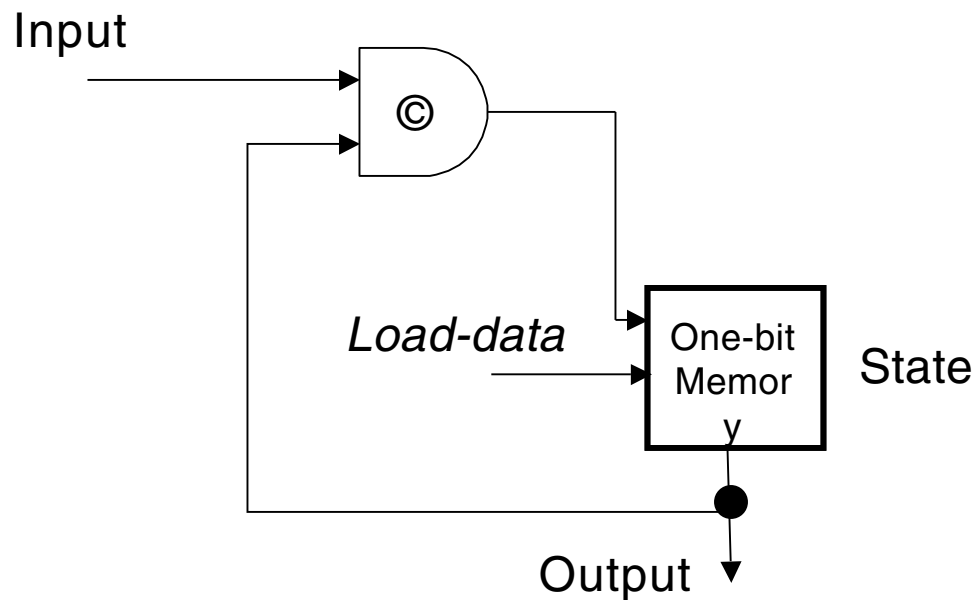 Input
©
Load-data
One-bit
Memor
y
State
Output